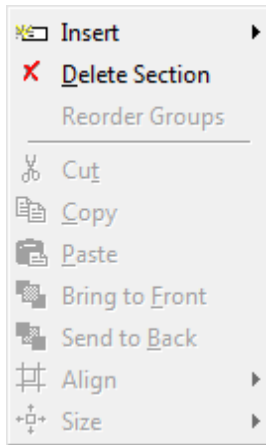 Insert
Delete Section
Reorder Groups
Cut
Copy
Paste
Bring to Front
Send to Back
Align
Size